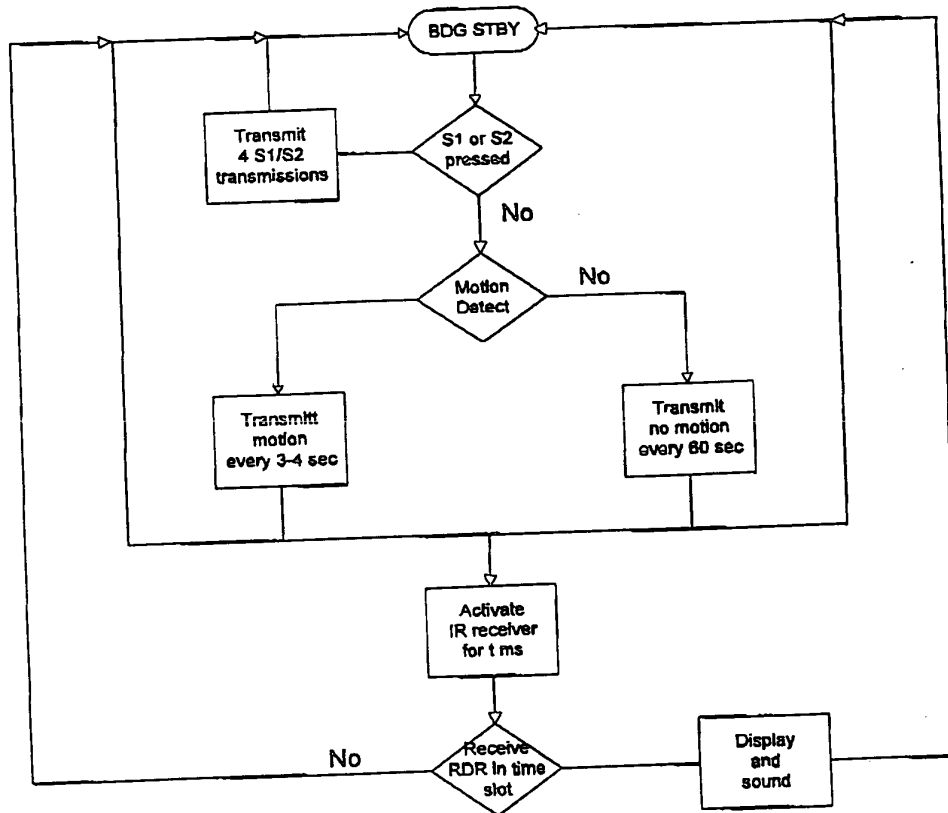 BDG STBY
Transmit
4 S1/S2
transmissions
S1 or S2
pressed
No
Motion
Detect
No
Transmitt
motion
every 3-4 sec
Transmit
no motion
every 60 sec
Activate
IR receiver
for t ms
No
Receive
RDR in time
slot
Display
and
sound